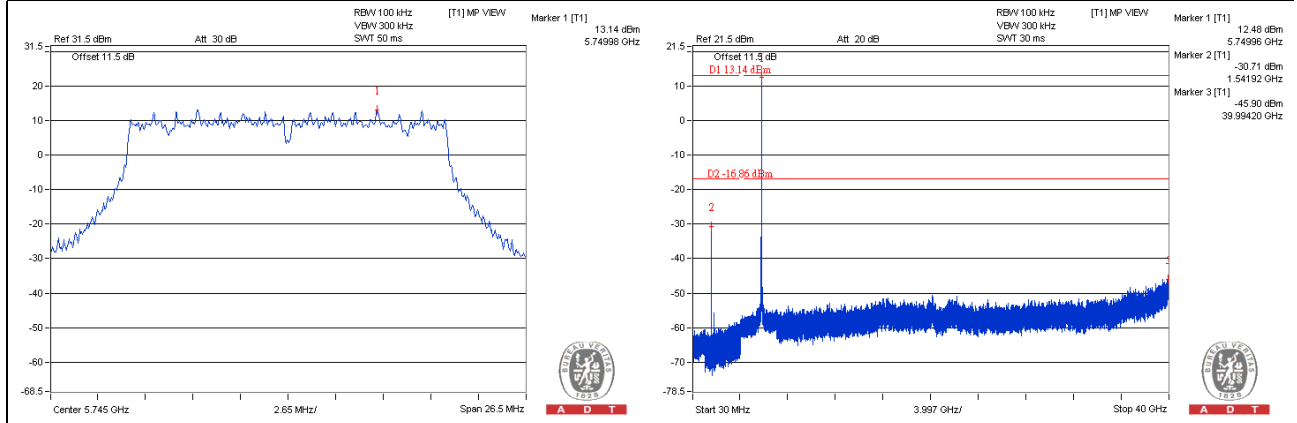 RBW 100 kHz [T1] MP VIEW
VBW 300 kHz
Ref 31.5 dBm Att 30 dB SWT 50 ms
Marker 1 [T1]
13.14 dBm
5.74998 GHz
31.5
Offset 11.5 dB
20
1
10
0
-10
-20
-30
-40
-50
-60
-68.5
Center 5.745 GHz 2.65 MHz/ Span 26.5 MHz
BUREAU VERITAS
1828
A D T
RBW 100 kHz [T1] MP VIEW
VBW 300 kHz
Ref 21.5 dBm Att 20 dB SWT 30 ms
Marker 1 [T1]
12.48 dBm
5.74996 GHz
Marker 2 [T1]
-30.71 dBm
1.54192 GHz
Marker 3 [T1]
-45.90 dBm
39.99420 GHz
21.5
Offset 11.5 dB
D1 13.14 dBm
10
0
-10
D2 -16.86 dBm
-20
2
-30
-40
-50
-60
-70
-78.5
Start 30 MHz 3.997 GHz/ Stop 40 GHz
BUREAU VERITAS
1828
A D T